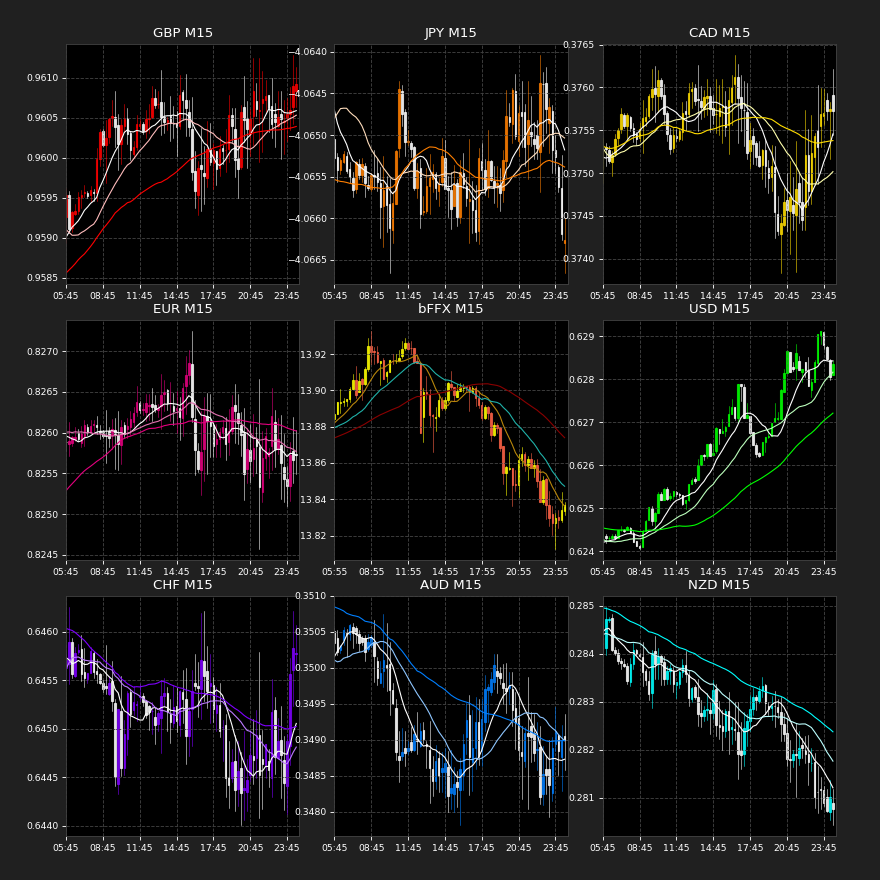 GBP M15
0.9610
0.9605
0.9600
0.9595
0.9590
0.9585
05:45 08:45 11:45 14:45 17:45 20:45 23:45
JPY M15
−4.0640
−4.0645
−4.0650
−4.0655
−4.0660
−4.0665
05:45 08:45 11:45 14:45 17:45 20:45 23:45
CAD M15
0.3765
0.3760
0.3755
0.3750
0.3745
0.3740
05:45 08:45 11:45 14:45 17:45 20:45 23:45
EUR M15
0.8270
0.8265
0.8260
0.8255
0.8250
0.8245
05:45 08:45 11:45 14:45 17:45 20:45 23:45
bFFX M15
13.92
13.90
13.88
13.86
13.84
13.82
05:55 08:55 11:55 14:55 17:55 20:55 23:55
USD M15
0.629
0.628
0.627
0.626
0.625
0.624
05:45 08:45 11:45 14:45 17:45 20:45 23:45
CHF M15
0.6460
0.6455
0.6450
0.6445
0.6440
05:45 08:45 11:45 14:45 17:45 20:45 23:45
AUD M15
0.3510
0.3505
0.3500
0.3495
0.3490
0.3485
0.3480
05:45 08:45 11:45 14:45 17:45 20:45 23:45
NZD M15
0.285
0.284
0.283
0.282
0.281
05:45 08:45 11:45 14:45 17:45 20:45 23:45